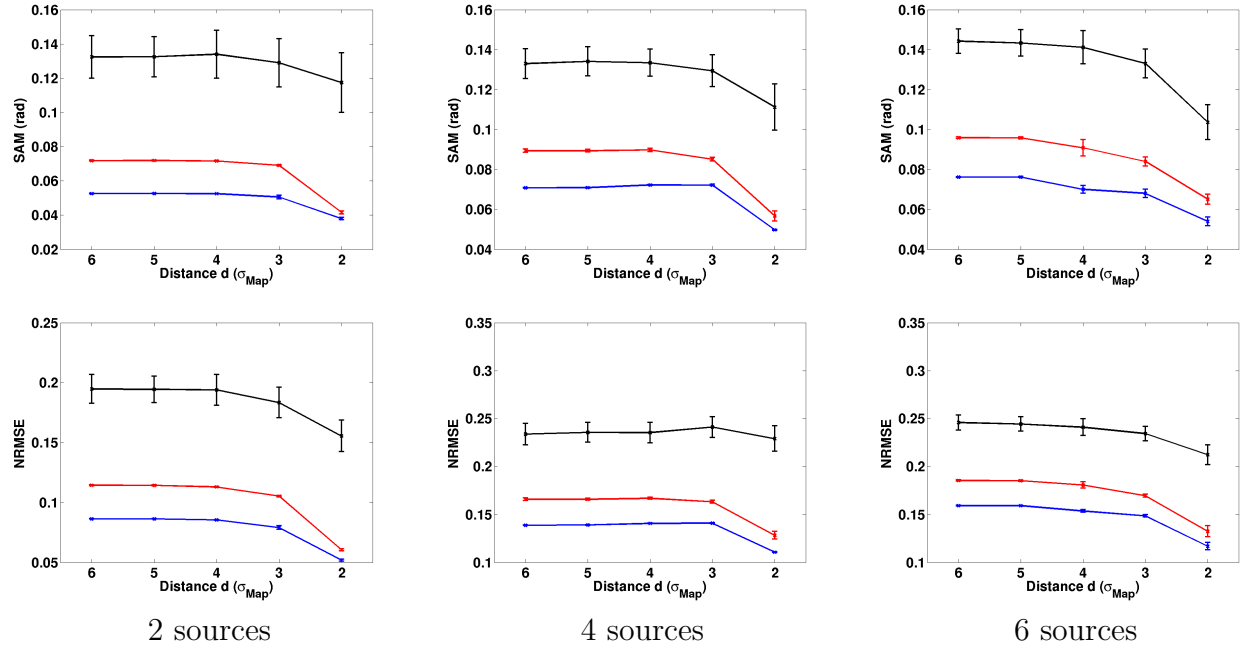 0.16
0.14
0.12
0.1
0.08
0.06
0.04
0.02
SAM (rad)
6 5 4 3 2
Distance d (σMap)
0.16
0.14
0.12
0.1
0.08
0.06
0.04
SAM (rad)
6 5 4 3 2
Distance d (σMap)
0.16
0.14
0.12
0.1
0.08
0.06
0.04
SAM (rad)
6 5 4 3 2
Distance d (σMap)
0.25
0.2
0.15
0.1
0.05
NRMSE
6 5 4 3 2
Distance d (σMap)
0.35
0.3
0.25
0.2
0.15
0.1
NRMSE
6 5 4 3 2
Distance d (σMap)
0.35
0.3
0.25
0.2
0.15
0.1
NRMSE
6 5 4 3 2
Distance d (σMap)
2 sources
4 sources
6 sources